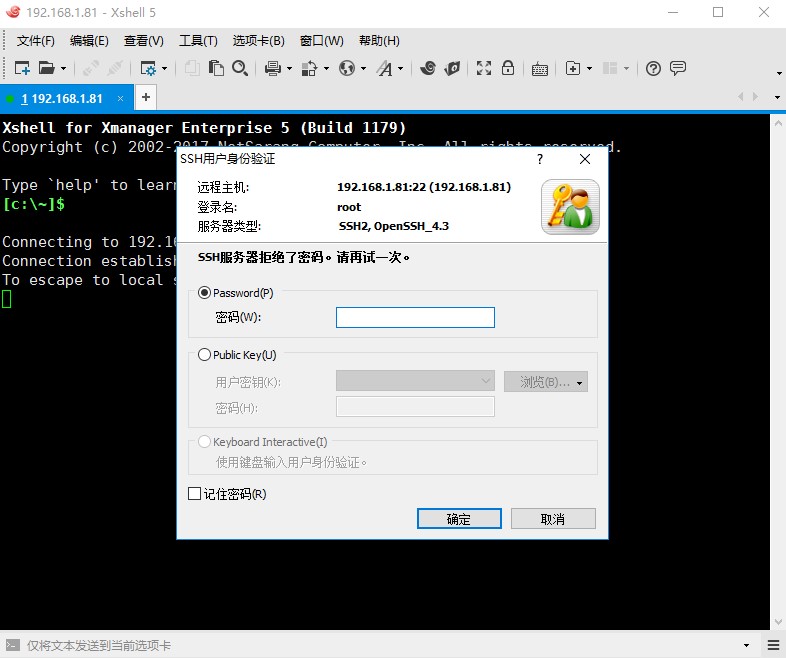 192.168.1.81 - Xshell 5
文件(F) 编辑(E) 查看(V) 工具(T) 选项卡(B) 窗口(W) 帮助(H)
1 192.168.1.81 × +
Xshell for Xmanager Enterprise 5 (Build 1179)
Copyright (c) 2002-2017 NetSarang Computer, Inc. All rights reserved.
Type `help' to lear
[c:\~]$
Connecting to 192.16
Connection establish
To escape to local s
SSH用户身份验证 ?
远程主机: 192.168.1.81:22 (192.168.1.81)
登录名: root
服务器类型: SSH2, OpenSSH_4.3
SSH服务器拒绝了密码。请再试一次。
Password(P)
密码(W):
Public Key(U)
用户密钥(K): 浏览(B)...
密码(H):
Keyboard Interactive(I)
使用键盘输入用户身份验证。
记住密码(R)
确定 取消
仅将文本发送到当前选项卡